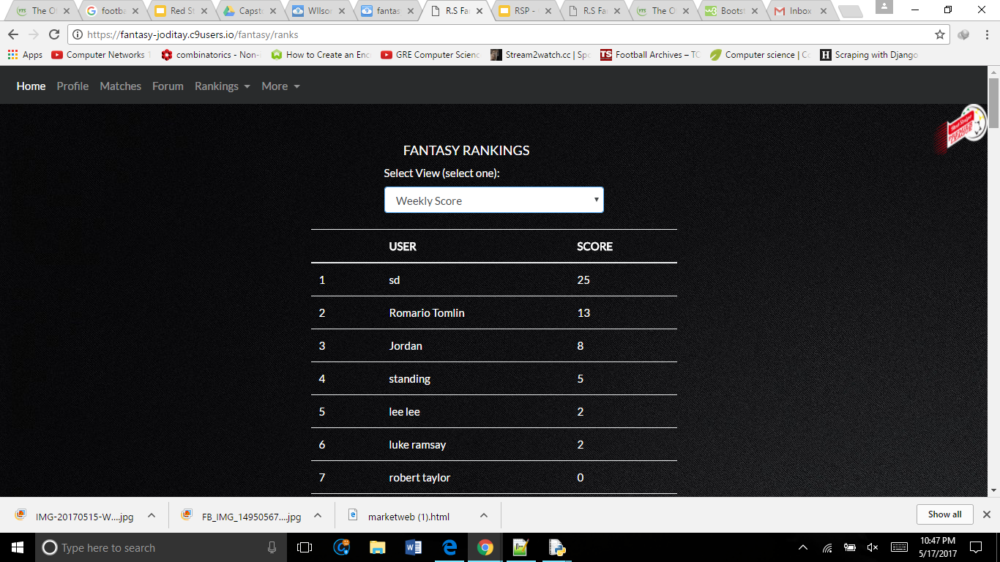 The O
footba
Red St
Capst
WIlsor
fantas
R.S Fa
RSP -
R.S Fa
The O
Bootst
Inbox
https://fantasy-joditay.c9users.io/fantasy/ranks
Apps Computer Networks combinatorics - Non- How to Create an Enc GRE Computer Scienc Stream2watch.cc | Spo Football Archives – TC Computer science | Co Scraping with Django
Home Profile Matches Forum Rankings More
FANTASY RANKINGS
Select View (select one):
Weekly Score
USER SCORE
1 sd 25
2 Romario Tomlin 13
3 Jordan 8
4 standing 5
5 lee lee 2
6 luke ramsay 2
7 robert taylor 0
IMG-20170515-W....jpg FB_IMG_14950567....jpg marketweb (1).html Show all
Type here to search
10:47 PM
5/17/2017